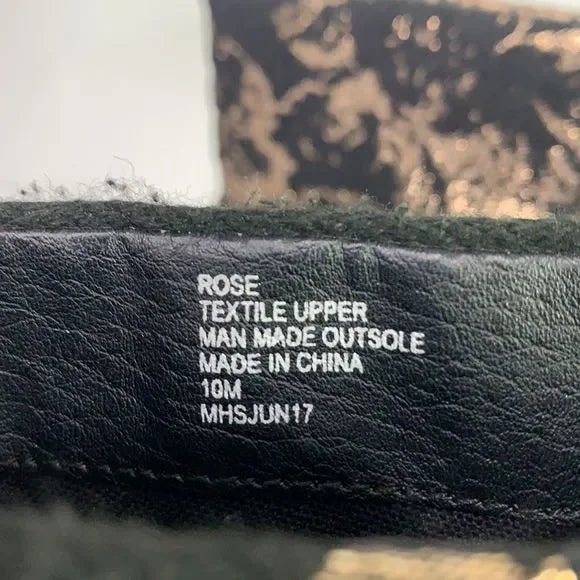 ROSE
TEXTILE UPPER
MAN MADE OUTSOLE
MADE IN CHINA
10M
MHSJUN17